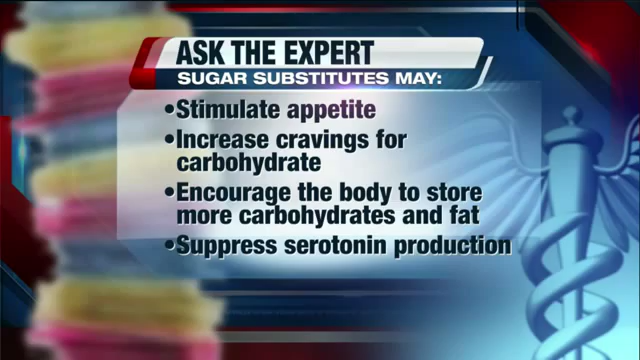 ASK THE EXPERT
SUGAR SUBSTITUTES MAY:
•Stimulate appetite
•Increase cravings for
carbohydrate
•Encourage the body to store
more carbohydrates and fat
•Suppress serotonin production